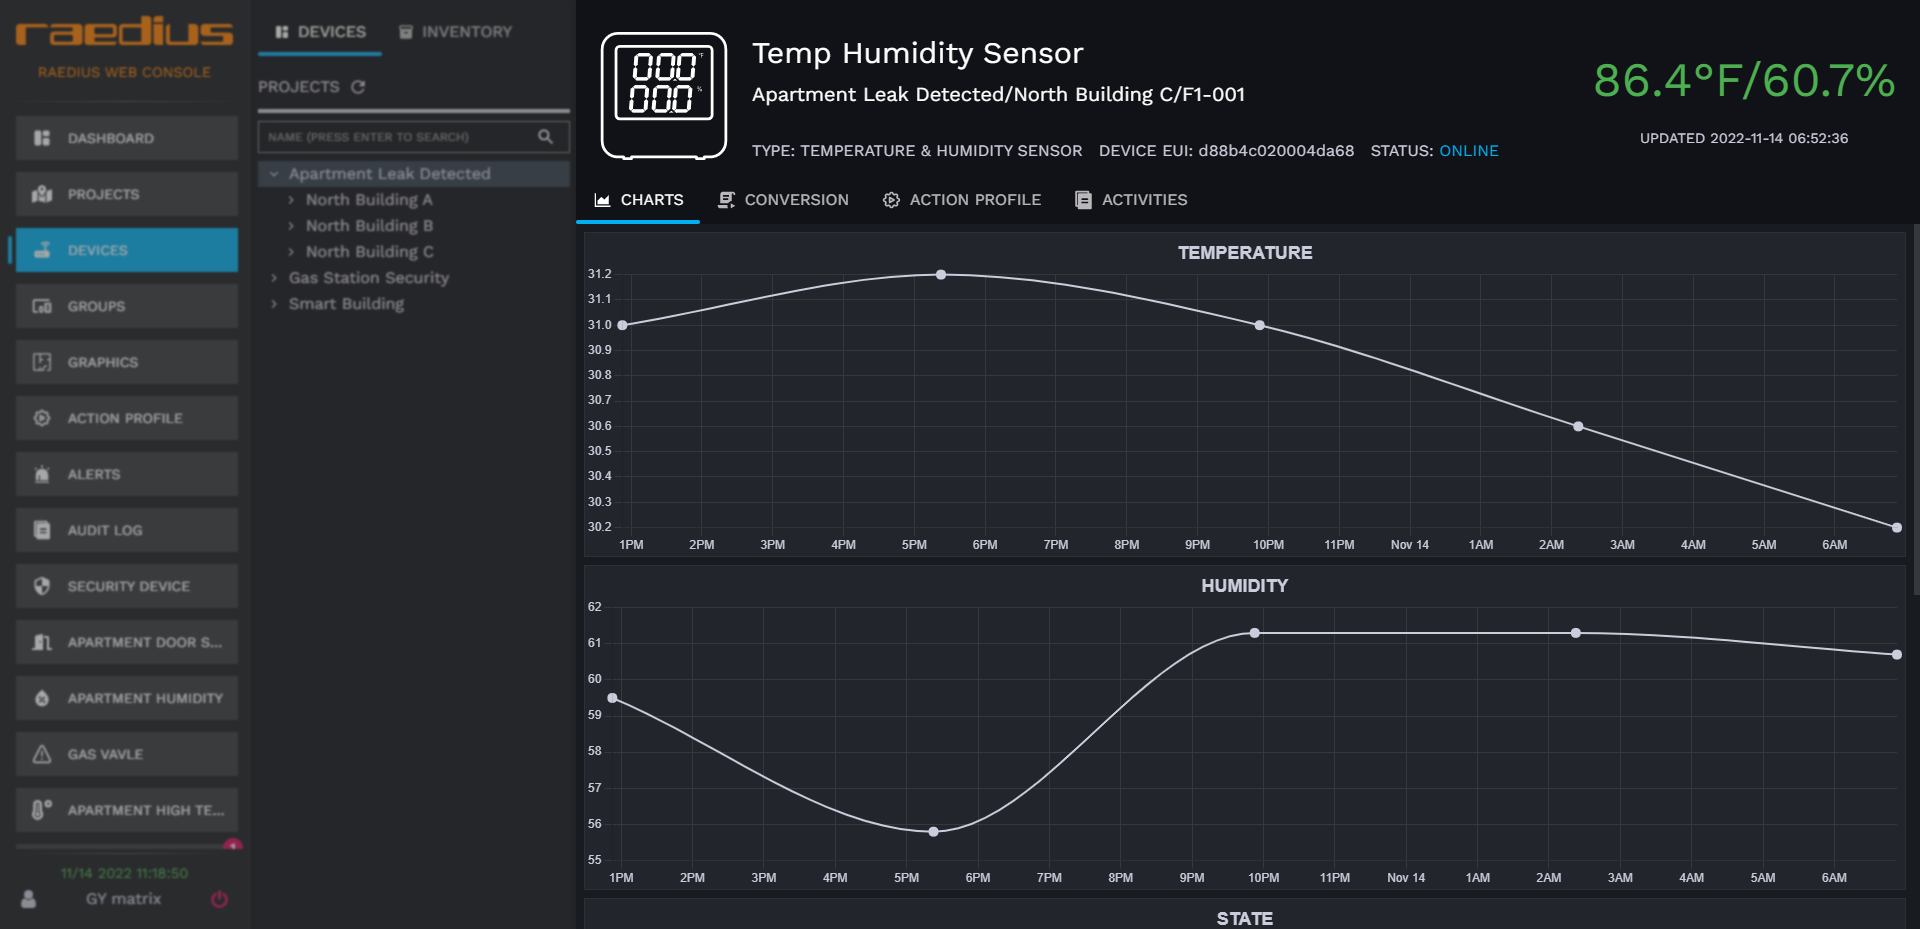 raedius
RAEDIUS WEB CONSOLE
DASHBOARD
PROJECTS
DEVICES
GROUPS
GRAPHICS
ACTION PROFILE
ALERTS
AUDIT LOG
SECURITY DEVICE
APARTMENT DOOR S...
APARTMENT HUMIDITY
GAS VAVLE
APARTMENT HIGH TE...
11/14 2022 11:18:50
GY matrix
DEVICES INVENTORY
PROJECTS
NAME (PRESS ENTER TO SEARCH)
Apartment Leak Detected
North Building A
North Building B
North Building C
Gas Station Security
Smart Building
000 °F
000 %
Temp Humidity Sensor
Apartment Leak Detected/North Building C/F1-001
TYPE: TEMPERATURE & HUMIDITY SENSOR DEVICE EUI: d88b4c020004da68 STATUS: ONLINE
86.4°F/60.7%
UPDATED 2022-11-14 06:52:36
CHARTS CONVERSION ACTION PROFILE ACTIVITIES
TEMPERATURE
31.2
31.1
31.0
30.9
30.8
30.7
30.6
30.5
30.4
30.3
30.2
1PM 2PM 3PM 4PM 5PM 6PM 7PM 8PM 9PM 10PM 11PM Nov 14 1AM 2AM 3AM 4AM 5AM 6AM
HUMIDITY
62
61
60
59
58
57
56
55
1PM 2PM 3PM 4PM 5PM 6PM 7PM 8PM 9PM 10PM 11PM Nov 14 1AM 2AM 3AM 4AM 5AM 6AM
STATE